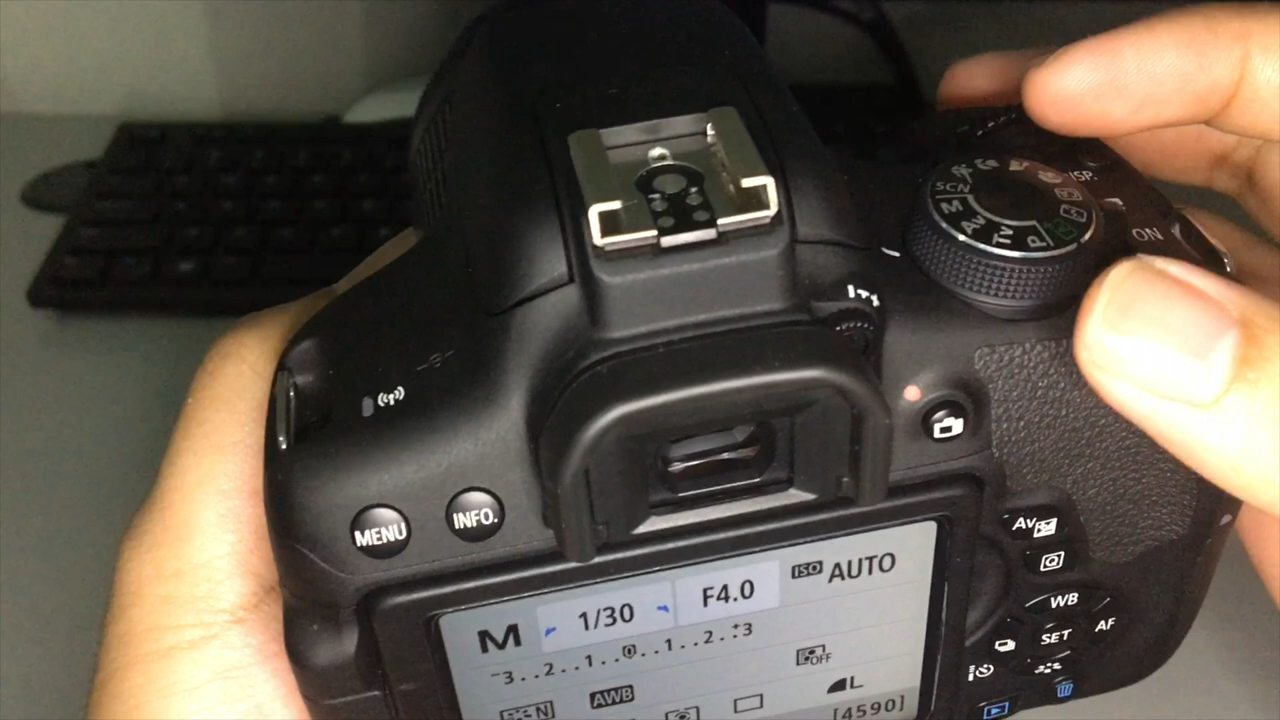 SCN
M
Av
Tv
P
ISP.
ON
MENU
INFO.
Av
Q
WB
AF
SET
M
1/30
F4.0
ISO AUTO
-3..2..1..0..1..2.+3
OFF
N
AWB
L
[4590]